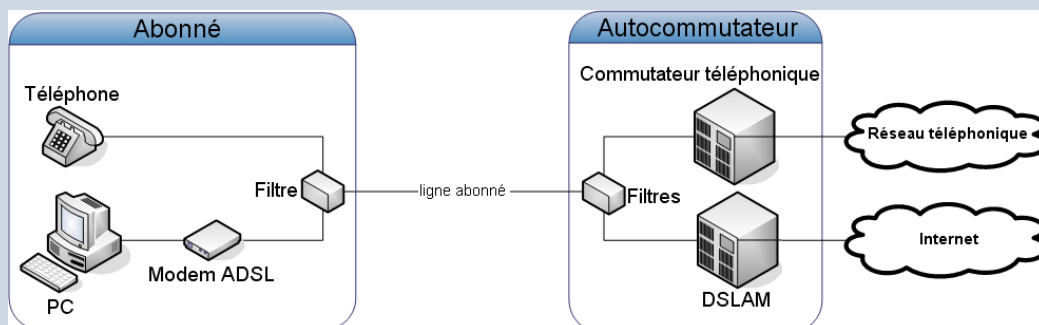 Abonné
Autocommutateur
Commutateur téléphonique
Téléphone
Réseau téléphonique
Filtre
ligne abonné
Filtres
Internet
Modem ADSL
PC
DSLAM